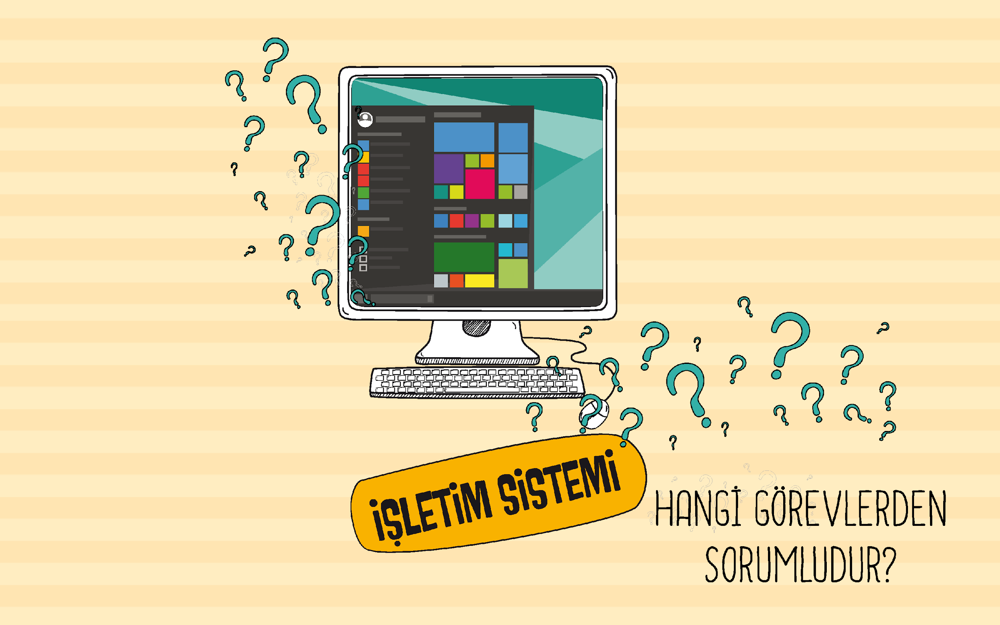 İŞLETİM SİSTEMİ
HANGİ GÖREVLERDEN
SORUMLUDUR?